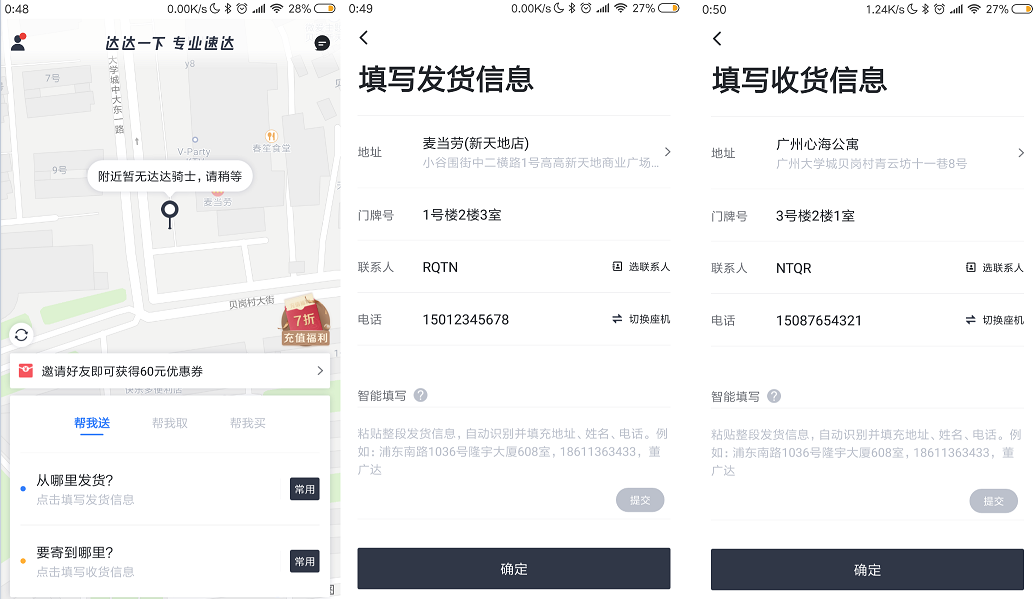 0:48
0.00K/s
28%
达达一下 专业速达
大学城中大东一路
y8
7号
V-Party
春笙食堂
9号
附近暂无达达骑士，请稍等
麦当劳
贝岗村大街
7折
充值福利
邀请好友即可获得60元优惠券
快乐多便利店
帮我送
帮我取
帮我买
从哪里发货?
点击填写发货信息
常用
要寄到哪里?
点击填写收货信息
常用
0:49
0.00K/s
27%
填写发货信息
地址
麦当劳(新天地店)
小谷围街中二横路1号高高新天地商业广场...
门牌号
1号楼2楼3室
联系人
RQTN
选联系人
电话
15012345678
切换座机
智能填写 ?
粘贴整段发货信息，自动识别并填充地址、姓名、电话。例
如: 浦东南路1036号隆宇大厦608室，18611363433，董
广达
提交
确定
0:50
1.24K/s
27%
填写收货信息
地址
广州心海公寓
广州大学城贝岗村青云坊十一巷8号
门牌号
3号楼2楼1室
联系人
NTQR
选联系人
电话
15087654321
切换座机
智能填写 ?
粘贴整段发货信息，自动识别并填充地址、姓名、电话。例
如: 浦东南路1036号隆宇大厦608室，18611363433，董
广达
提交
确定